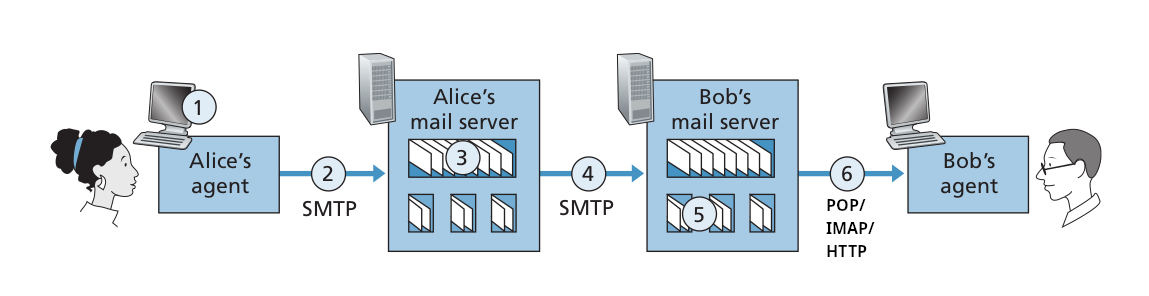 1
Alice's
agent
2
SMTP
Alice's
mail server
3
4
SMTP
Bob's
mail server
5
6
POP/
IMAP/
HTTP
Bob's
agent